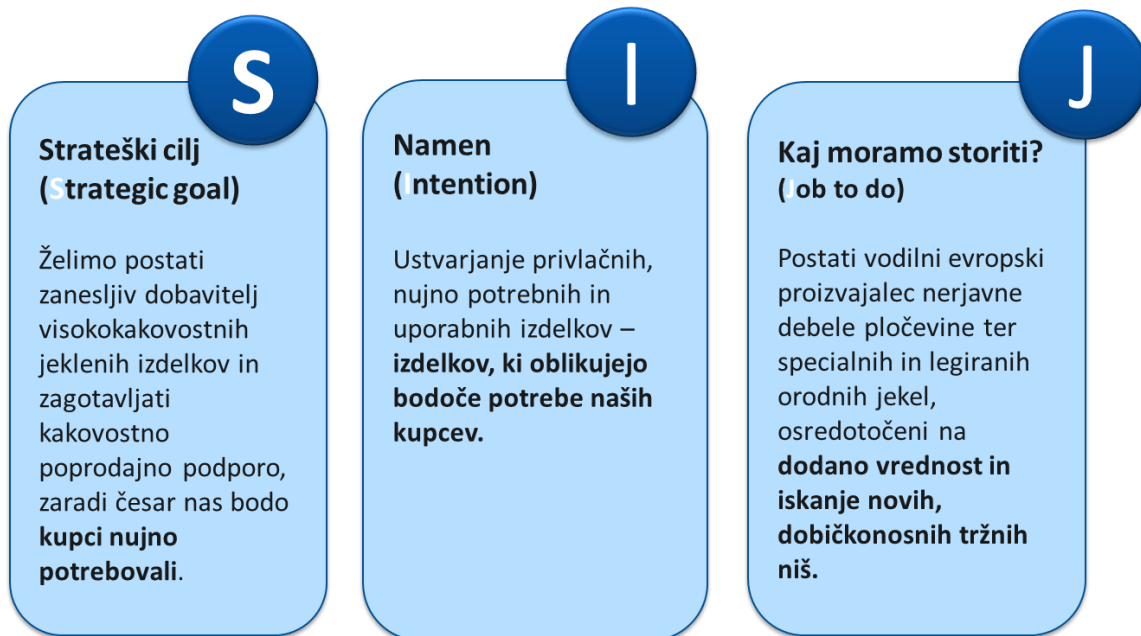 S
Strateški cilj
(Strategic goal)
Želimo postati
zanesljiv dobavitelj
visokokakovostnih
jeklenih izdelkov in
zagotavljati
kakovostno
poprodajno podporo,
zaradi česar nas bodo
kupci nujno
potrebovali.
I
Namen
(Intention)
Ustvarjanje privlačnih,
nujno potrebnih in
uporabnih izdelkov –
izdelkov, ki oblikujejo
bodoče potrebe naših
kupcev.
J
Kaj moramo storiti?
(Job to do)
Postati vodilni evropski
proizvajalec nerjavne
debele pločevine ter
specialnih in legiranih
orodnih jekel,
osredotočeni na
dodano vrednost in
iskanje novih,
dobičkonosnih tržnih
niš.